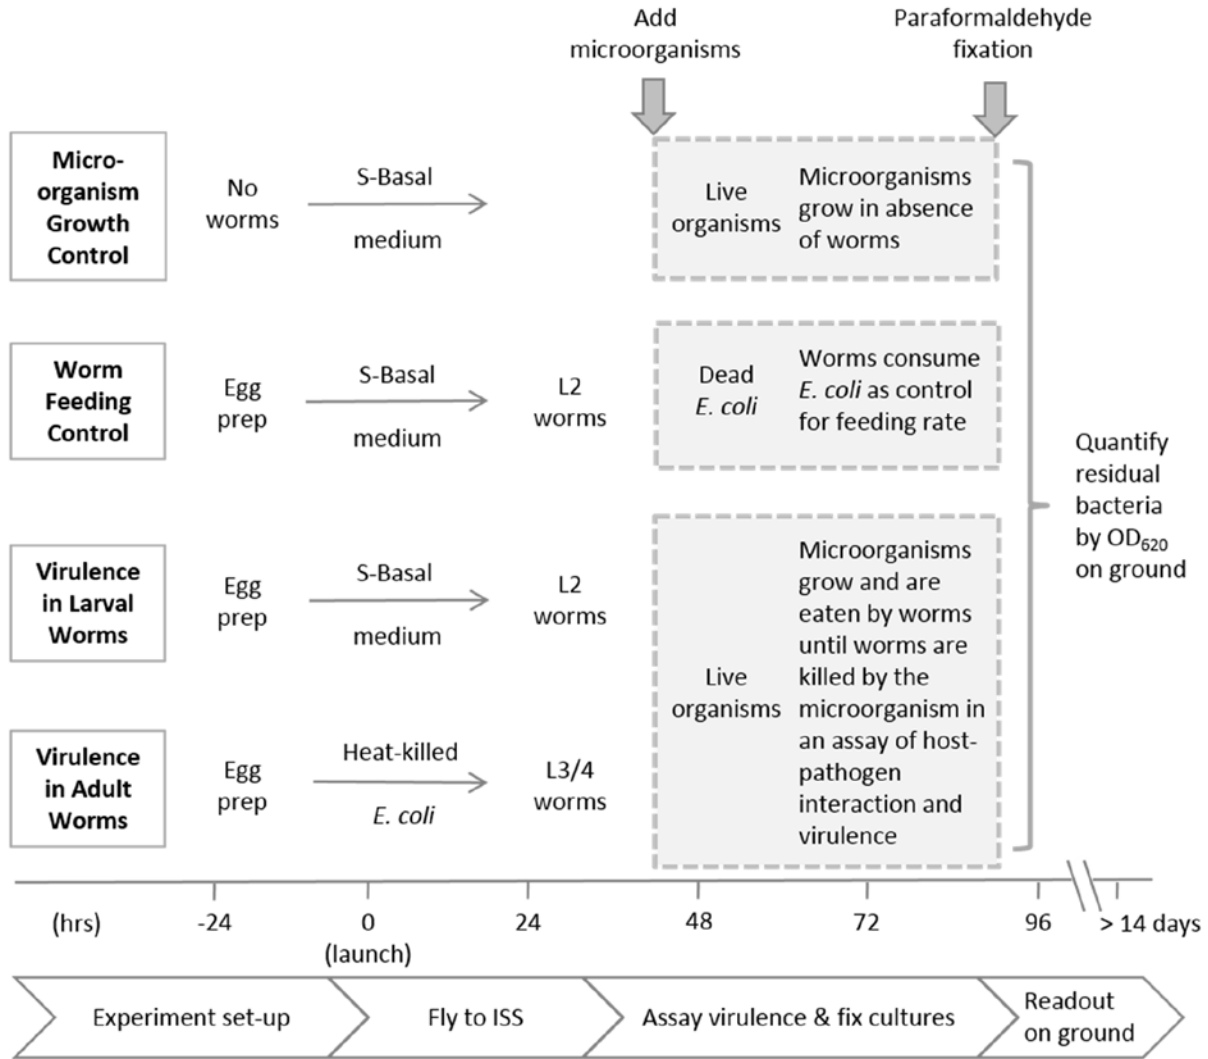 Add
microorganisms
Paraformaldehyde
fixation
Micro-
organism
Growth
Control
No
worms
S-Basal
medium
Live
organisms
Microorganisms
grow in absence
of worms
Worm
Feeding
Control
Egg
prep
S-Basal
medium
L2
worms
Dead
E. coli
Worms consume
E. coli as control
for feeding rate
Virulence
in Larval
Worms
Egg
prep
S-Basal
medium
L2
worms
Virulence
in Adult
Worms
Egg
prep
Heat-killed
E. coli
L3/4
worms
Live
organisms
Microorganisms
grow and are
eaten by worms
until worms are
killed by the
microorganism in
an assay of host-
pathogen
interaction and
virulence
Quantify
residual
bacteria
by OD₆₂₀
on ground
(hrs) -24 0 24 48 72 96 > 14 days
(launch)
Experiment set-up
Fly to ISS
Assay virulence & fix cultures
Readout
on ground